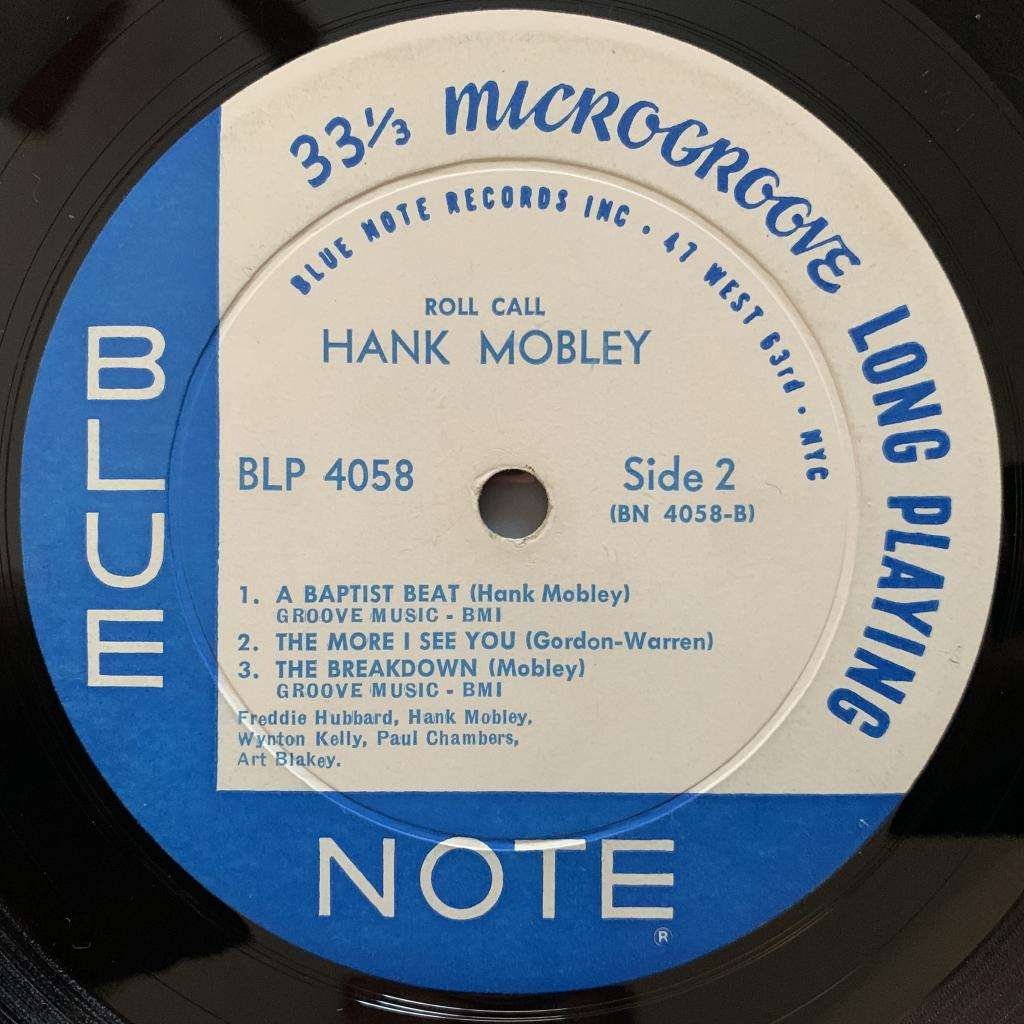 33⅓ MICROGROOVE LONG PLAYING
BLUE NOTE RECORDS INC • 47 WEST 63rd • NYC
ROLL CALL
HANK MOBLEY
BLP 4058
Side 2
(BN 4058-B)
1. A BAPTIST BEAT (Hank Mobley)
GROOVE MUSIC - BMI
2. THE MORE I SEE YOU (Gordon-Warren)
3. THE BREAKDOWN (Mobley)
GROOVE MUSIC - BMI
Freddie Hubbard, Hank Mobley,
Wynton Kelly, Paul Chambers,
Art Blakey.
BLUE
NOTE
®